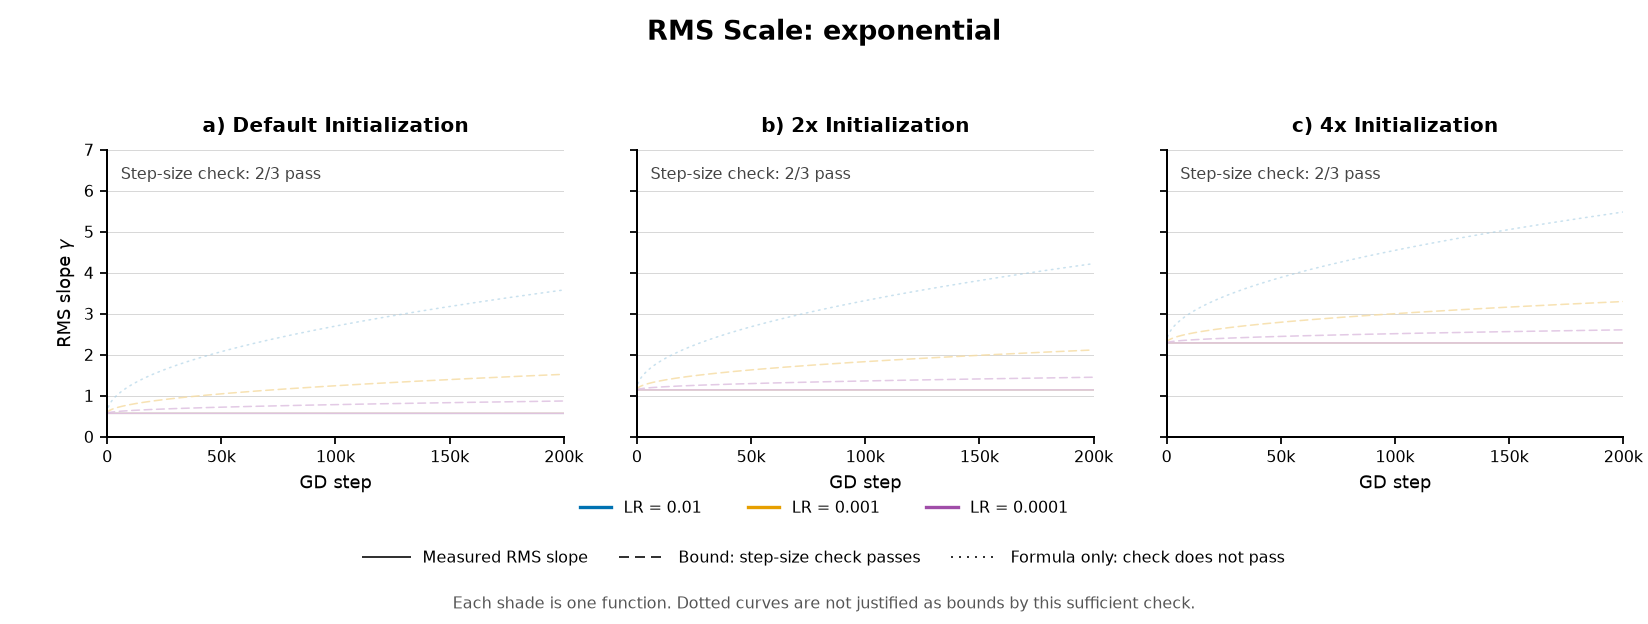 RMS Scale: exponential
a) Default Initialization
b) 2x Initialization
c) 4x Initialization
Step-size check: 2/3 pass
Step-size check: 2/3 pass
Step-size check: 2/3 pass
RMS slope γ
7
6
5
4
3
2
1
0
0 50k 100k 150k 200k
0 50k 100k 150k 200k
0 50k 100k 150k 200k
GD step
GD step
GD step
LR = 0.01 LR = 0.001 LR = 0.0001
Measured RMS slope Bound: step-size check passes Formula only: check does not pass
Each shade is one function. Dotted curves are not justified as bounds by this sufficient check.